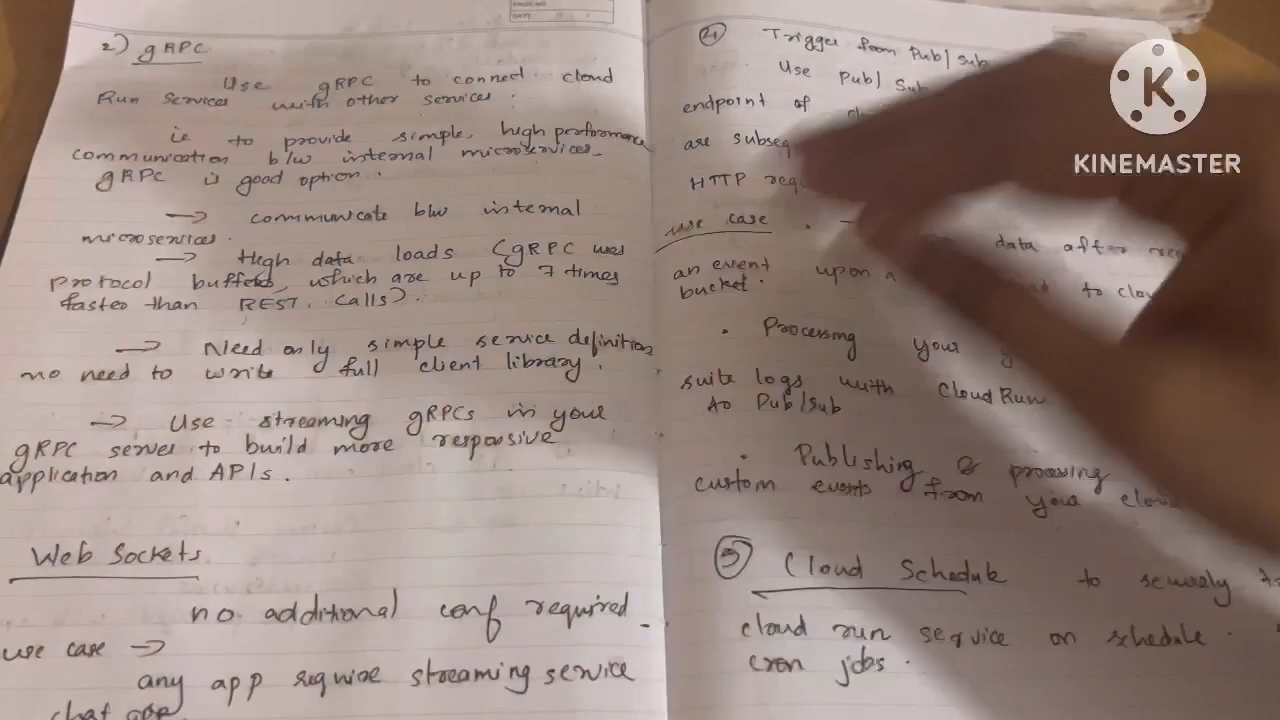 2) gRPC
Use gRPC to connect cloud
Run services with other services.
ie to provide simple, high performance
communication b/w internal microservices.
gRPC is good option.
→ communicate b/w internal
microservices.
→ High data loads (gRPC uses
protocol buffers, which are up to 7 times
faster than REST calls).
→ Need only simple service definition
no need to write full client library.
→ Use streaming gRPCs in your
gRPC server to build more responsive
application and APIs.
Web Sockets
no additional conf required.
use case →
any app require streaming service
chat app
④ Trigger from Pub/Sub
Use Pub/Sub
endpoint of
are
HTTP
use case .
data after
an event upon a to
bucket.
. Processing your
suite logs with Cloud Run
to Pub/Sub
. Publishing & processing
custom events from your
⑤ Cloud Schedule to securely
cloud run service on schedule.
cron jobs.
KINEMASTER